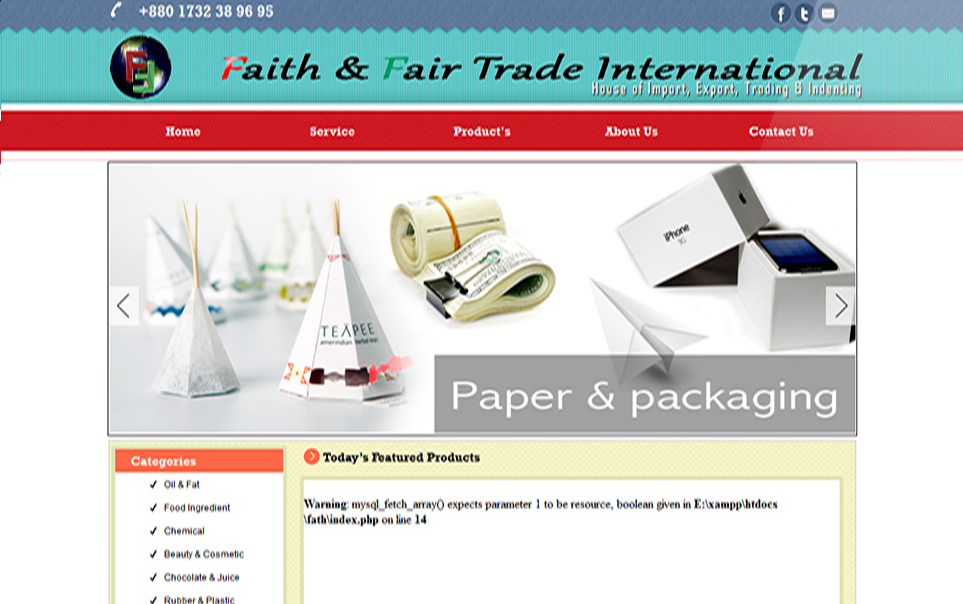 +880 1732 38 96 95
Faith & Fair Trade International
House of Import, Export, Trading & Indenting
Home Service Product's About Us Contact Us
iPhone
3G
TEAPEE
TEAPEE
amerindian herbal teas
Paper & packaging
Categories
Today's Featured Products
Oil & Fat
Food Ingredient
Chemical
Beauty & Cosmetic
Chocolate & Juice
Rubber & Plastic
Warning: mysql_fetch_array() expects parameter 1 to be resource, boolean given in E:\xampp\htdocs
\fath\index.php on line 14